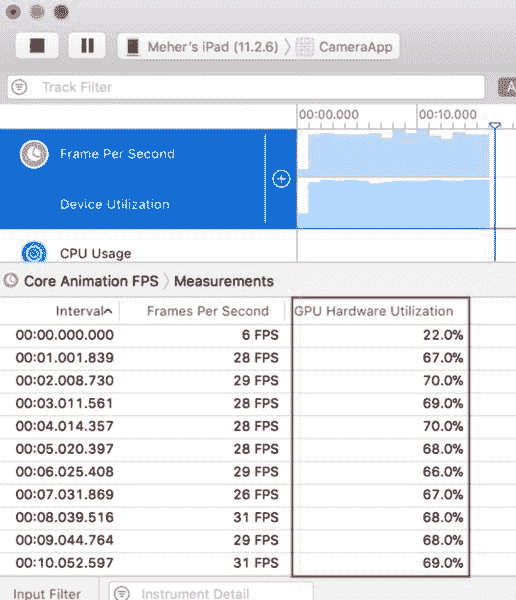 Meher's iPad (11.2.6) 〉 CameraApp
Track Filter
00:00.000 00:10.000
Frame Per Second
Device Utilization
CPU Usage
Core Animation FPS 〉 Measurements
Interval Frames Per Second GPU Hardware Utilization
00:00.000.000 6 FPS 22.0%
00:01.001.839 28 FPS 67.0%
00:02.008.730 29 FPS 70.0%
00:03.011.561 28 FPS 69.0%
00:04.014.357 28 FPS 70.0%
00:05.020.397 28 FPS 68.0%
00:06.025.408 29 FPS 66.0%
00:07.031.869 26 FPS 67.0%
00:08.039.516 31 FPS 68.0%
00:09.044.764 29 FPS 68.0%
00:10.052.597 31 FPS 69.0%
Input Filter Instrument Detail